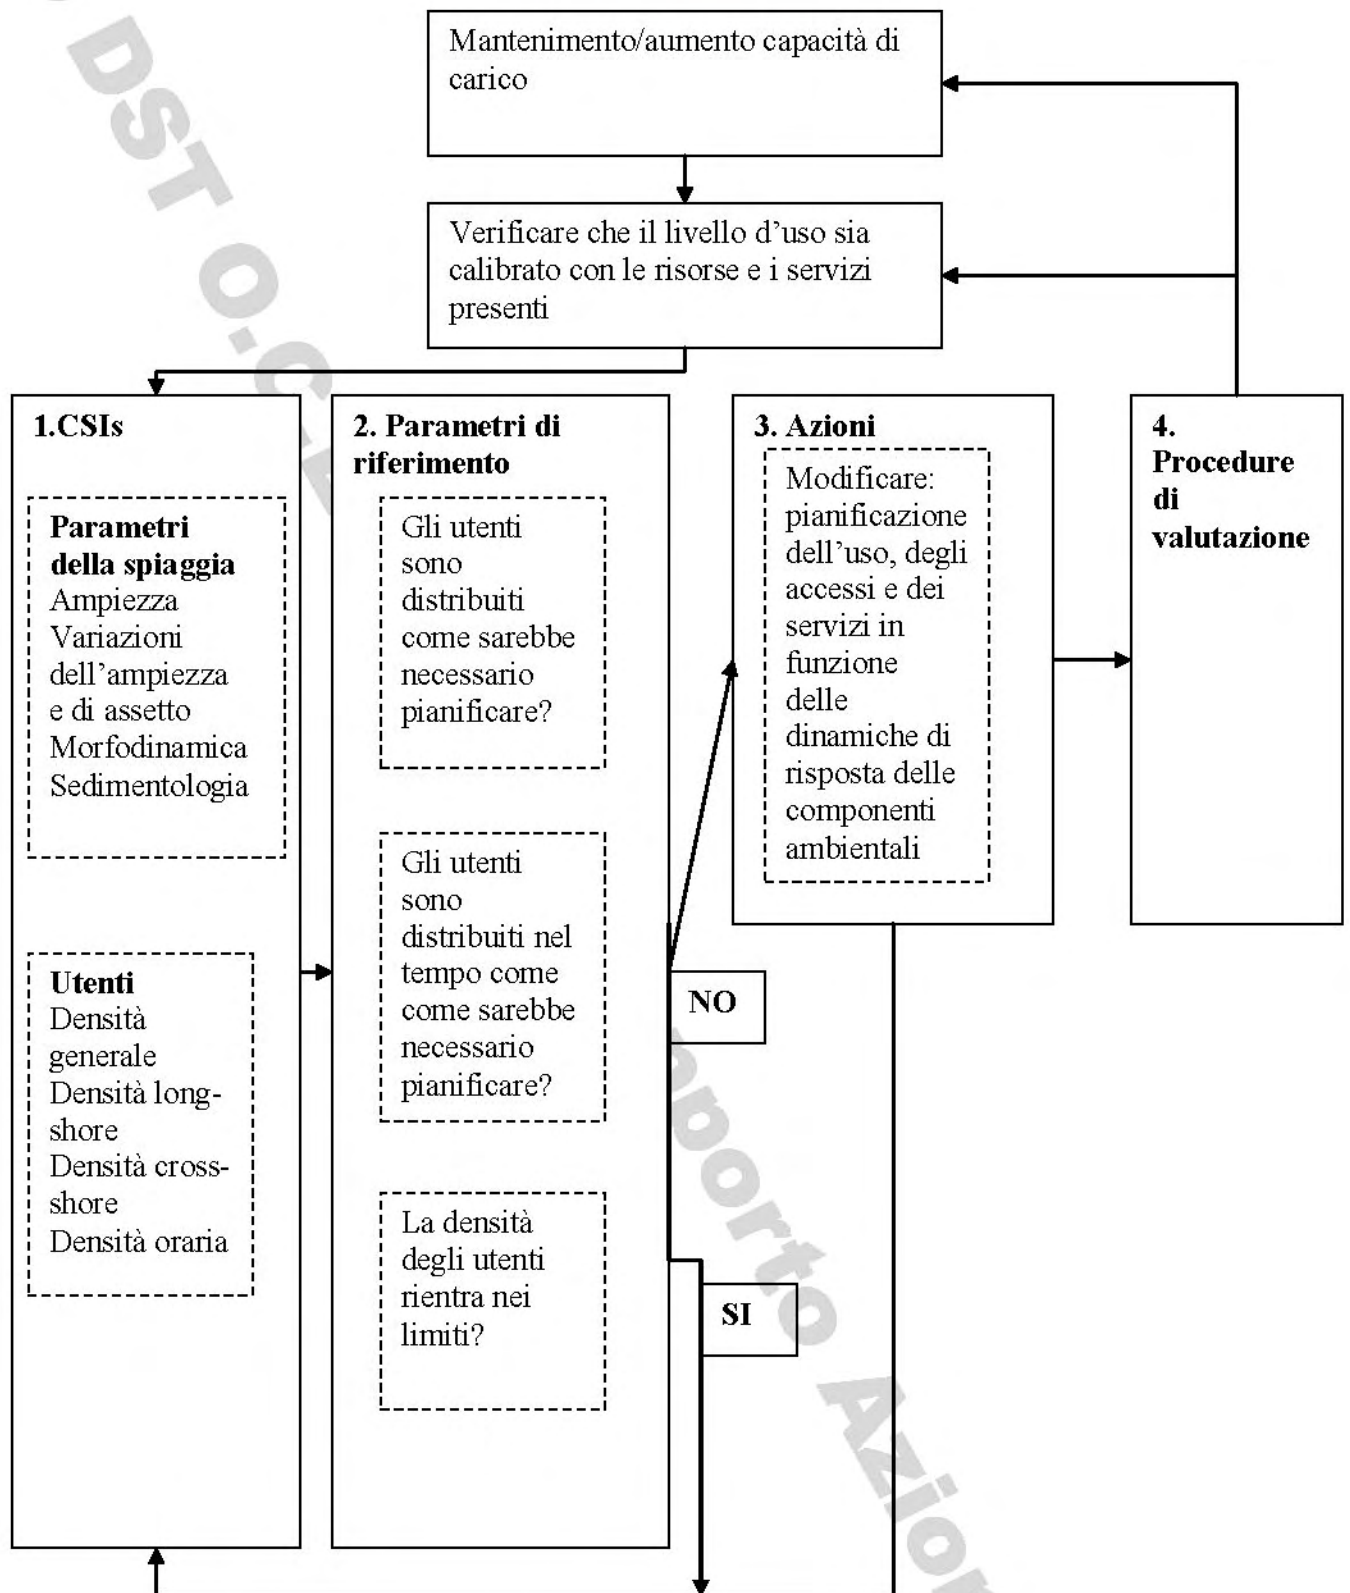 Mantenimento/aumento capacità di
carico
Verificare che il livello d'uso sia
calibrato con le risorse e i servizi
presenti
1.CSIs
Parametri
della spiaggia
Ampiezza
Variazioni
dell'ampiezza
e di assetto
Morfodinamica
Sedimentologia
Utenti
Densità
generale
Densità long-
shore
Densità cross-
shore
Densità oraria
2. Parametri di
riferimento
Gli utenti
sono
distribuiti
come sarebbe
necessario
pianificare?
Gli utenti
sono
distribuiti nel
tempo come
come sarebbe
necessario
pianificare?
La densità
degli utenti
rientra nei
limiti?
NO
SI
3. Azioni
Modificare:
pianificazione
dell'uso, degli
accessi e dei
servizi in
funzione
delle
dinamiche di
risposta delle
componenti
ambientali
4.
Procedure
di
valutazione
DST O.C.
pporto Azion